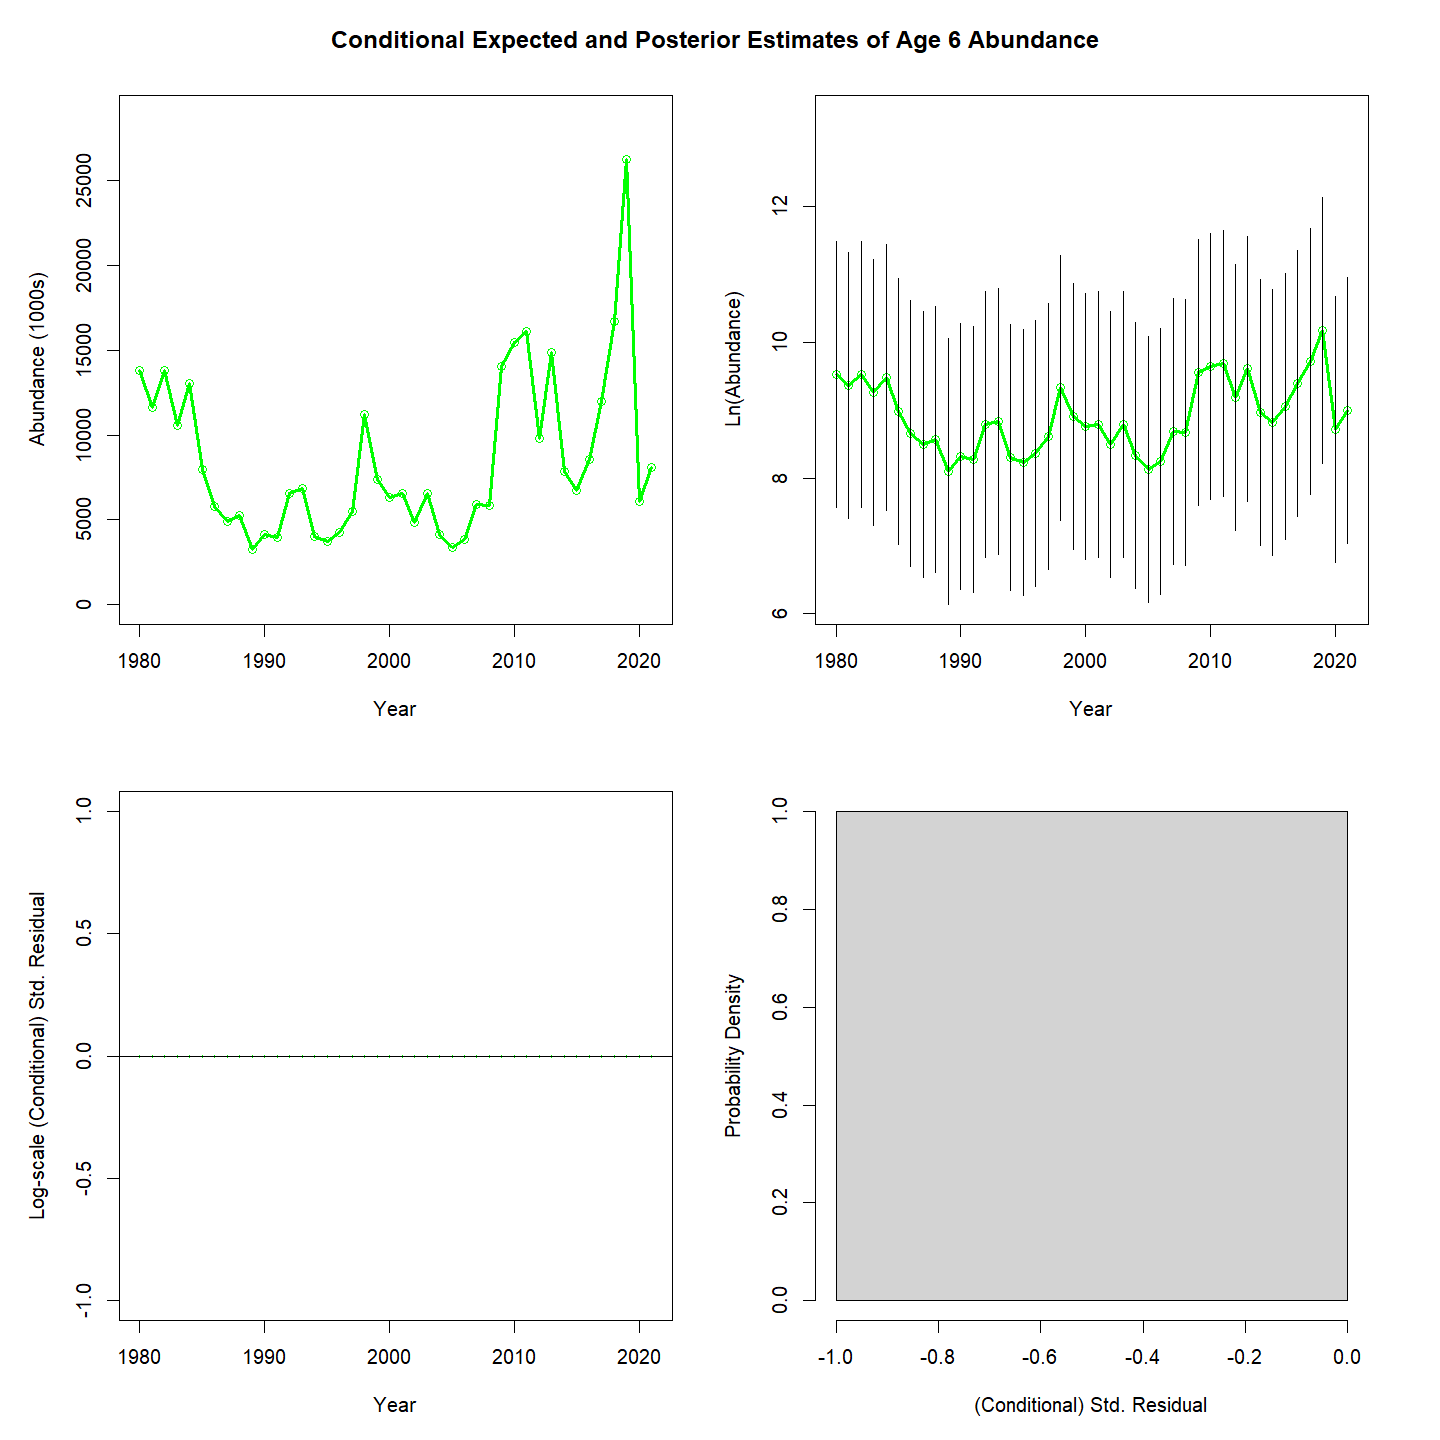 Conditional Expected and Posterior Estimates of Age 6 Abundance
Abundance (1000s)
25000
20000
15000
10000
5000
0
1980 1990 2000 2010 2020
Year
Ln(Abundance)
12
10
8
6
1980 1990 2000 2010 2020
Year
Log-scale (Conditional) Std. Residual
1.0
0.5
0.0
-0.5
-1.0
1980 1990 2000 2010 2020
Year
Probability Density
1.0
0.8
0.6
0.4
0.2
0.0
-1.0 -0.8 -0.6 -0.4 -0.2 0.0
(Conditional) Std. Residual